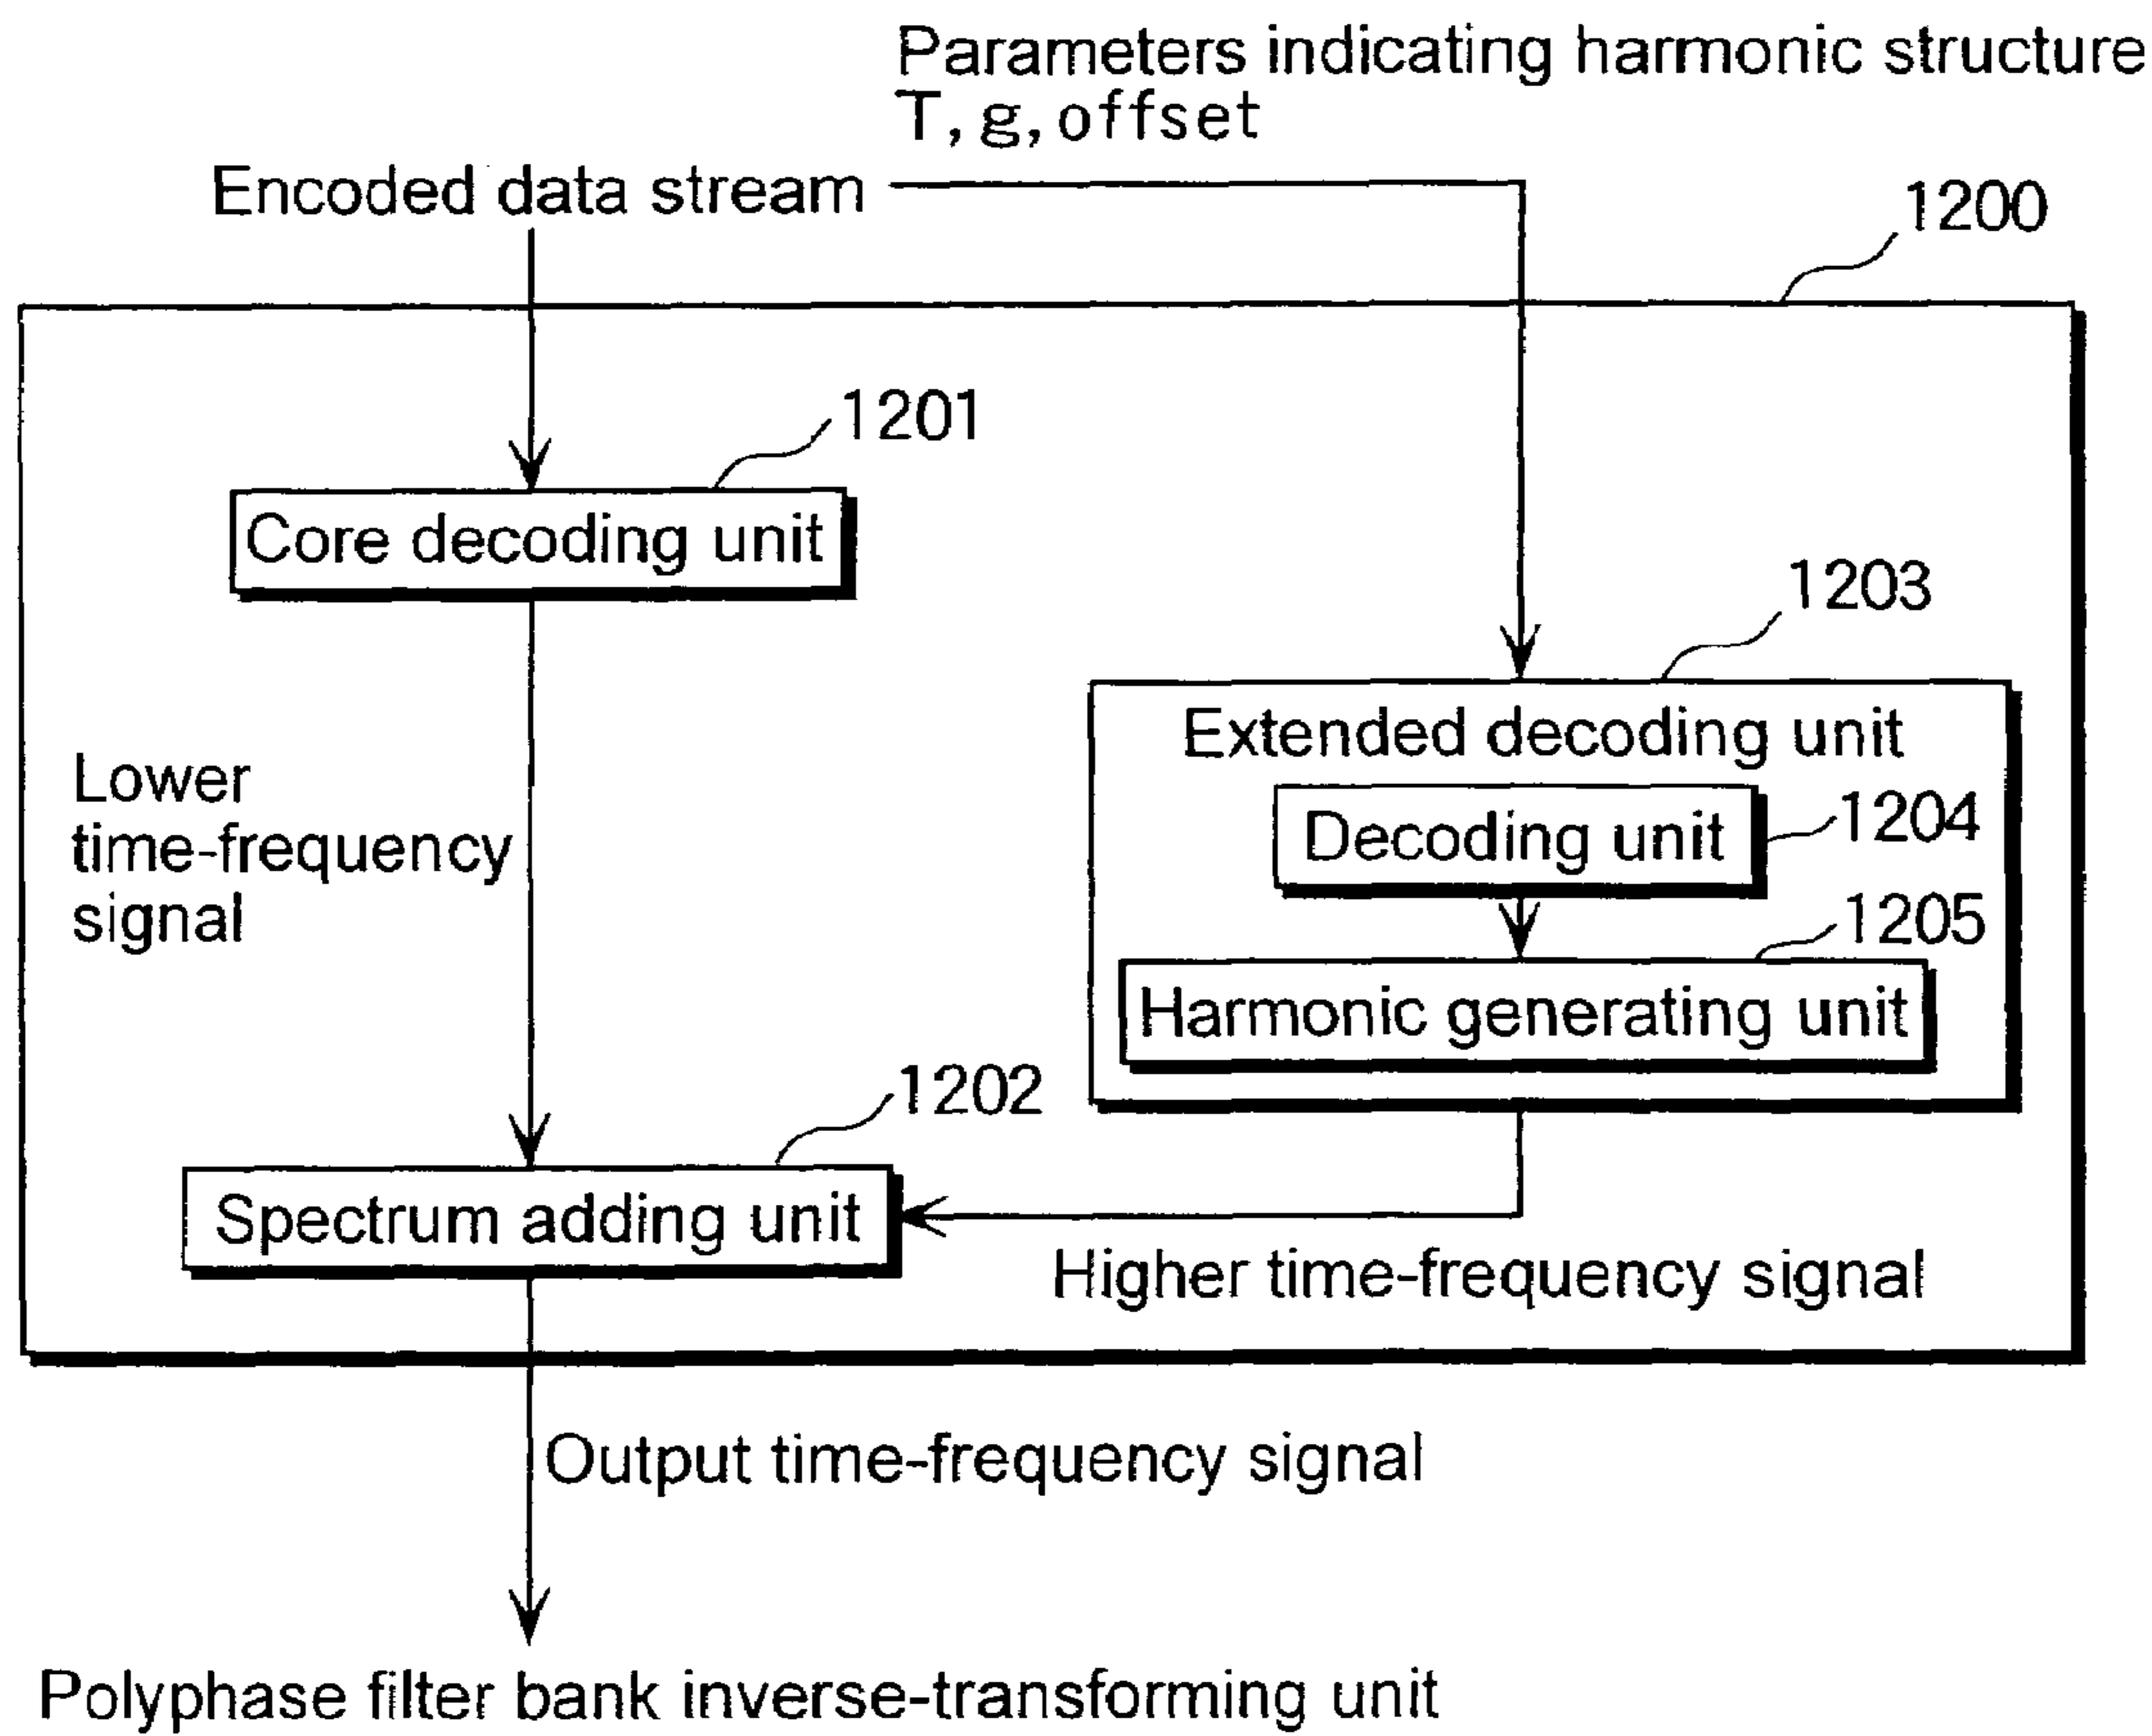 Parameters indicating harmonic structure
T, g, offset
Encoded data stream
1200
1201
Core decoding unit
1203
Extended decoding unit
Lower
time-frequency
signal
Decoding unit
1204
1205
Harmonic generating unit
1202
Spectrum adding unit
Higher time-frequency signal
Output time-frequency signal
Polyphase filter bank inverse-transforming unit